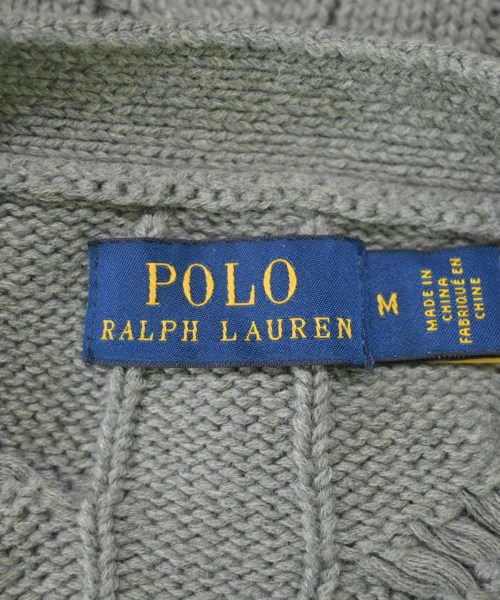 POLO
RALPH LAUREN
M
MADE IN
CHINA
FABRIQUÉ EN
CHINE